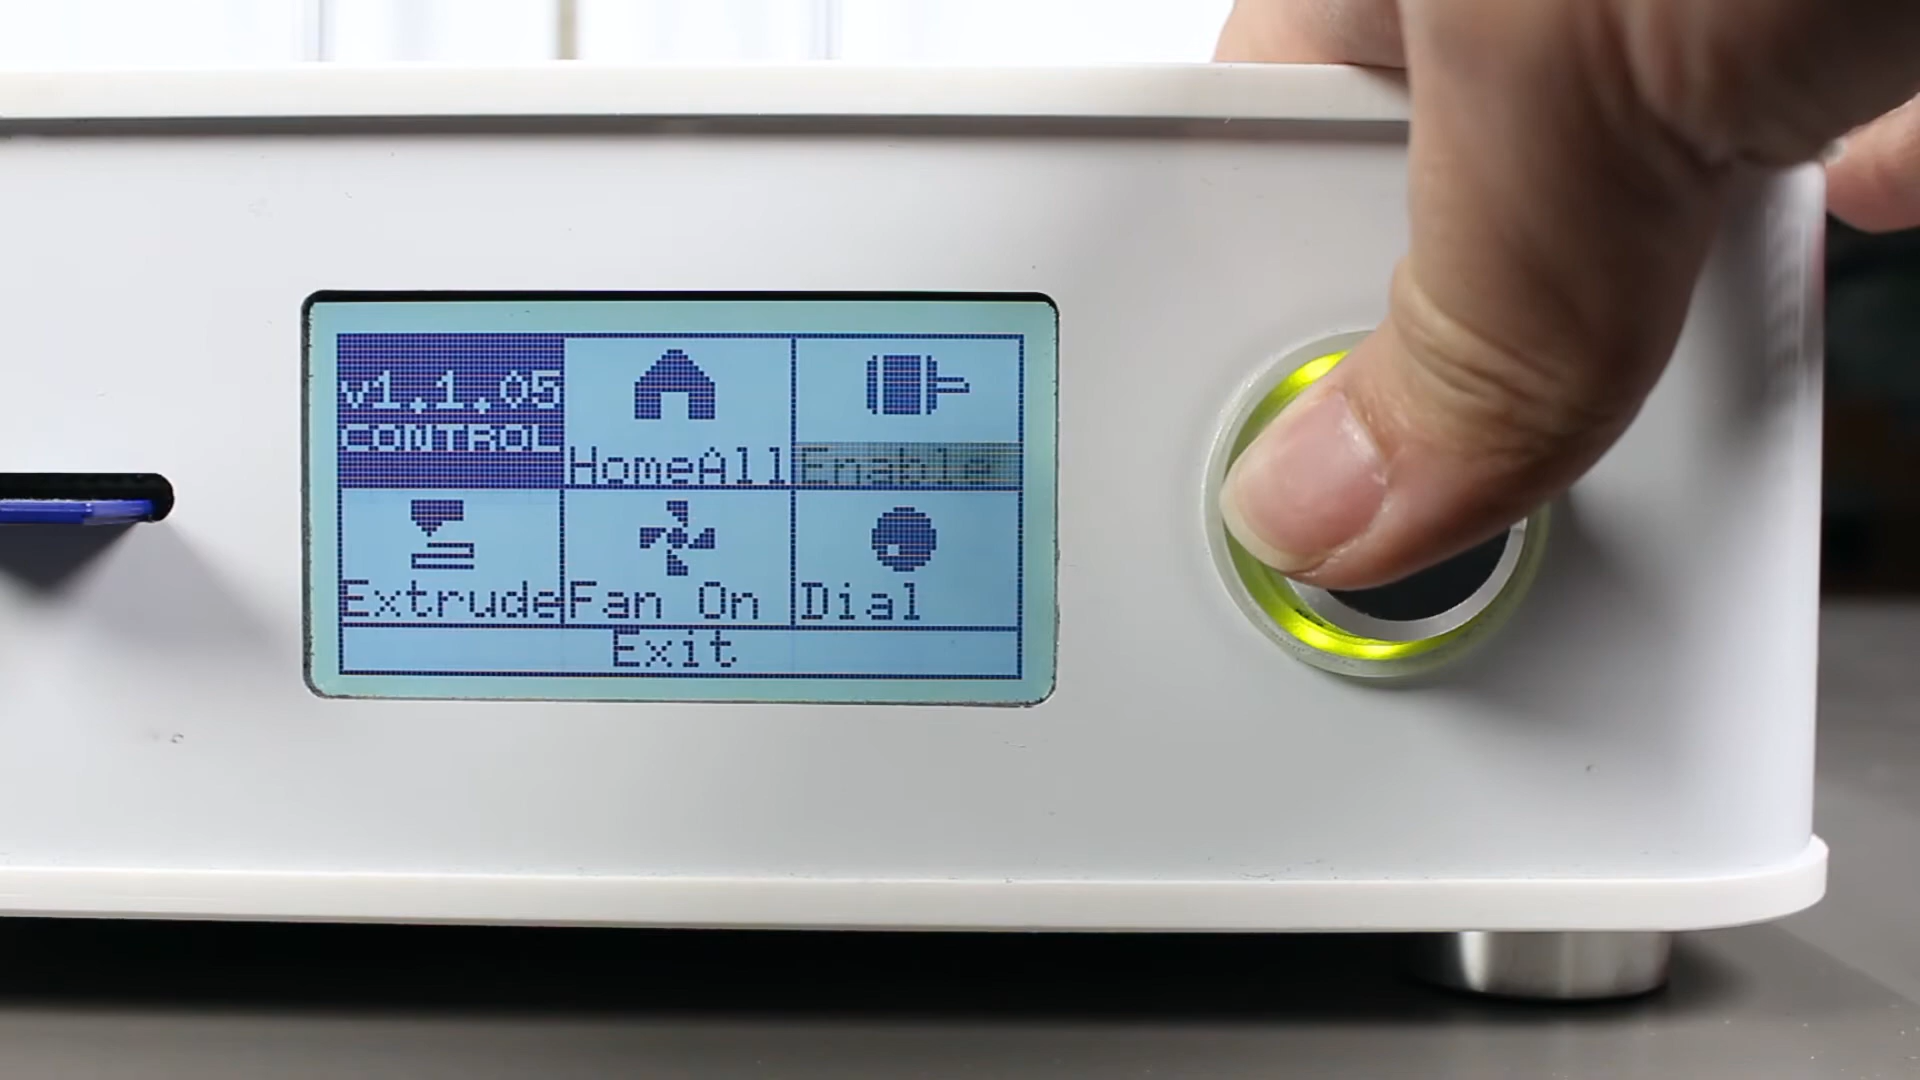 v1.1.05
CONTROL
HomeAll
Enable
Extrude
Fan On
Dial
Exit